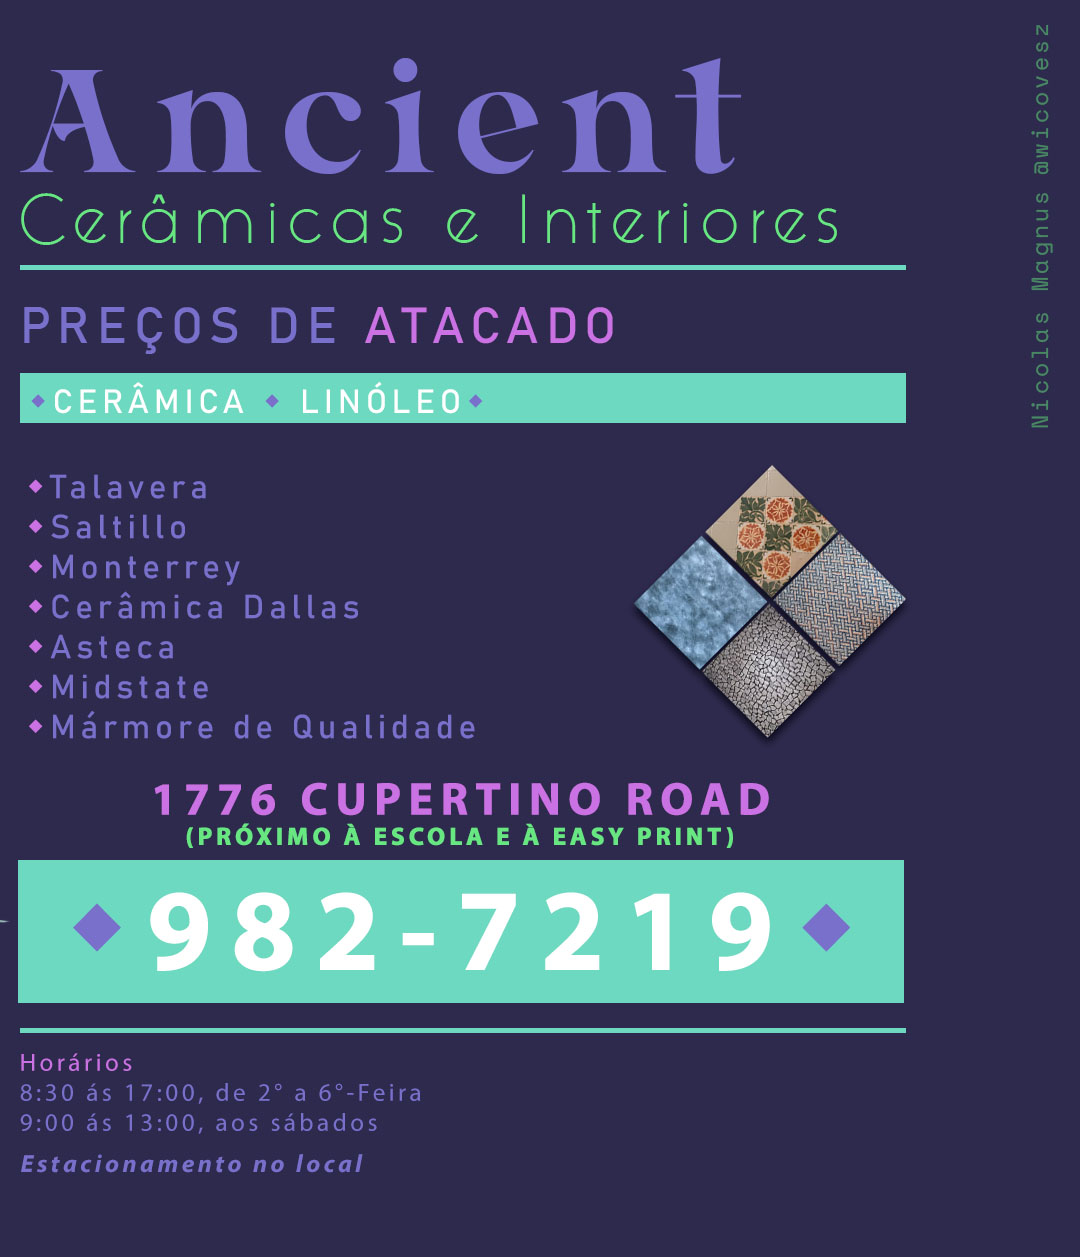 Ancient
Cerâmicas e Interiores
PREÇOS DE ATACADO
CERÂMICA LINÓLEO
Talavera
Saltillo
Monterrey
Cerâmica Dallas
Asteca
Midstate
Mármore de Qualidade
1776 CUPERTINO ROAD
(PRÓXIMO À ESCOLA E À EASY PRINT)
982-7219
Horários
8:30 ás 17:00, de 2° a 6°-Feira
9:00 ás 13:00, aos sábados
Estacionamento no local
Nicolas Magnus @wicovesz